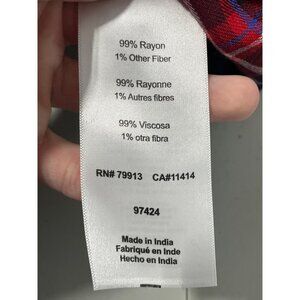 99% Rayon
1% Other Fiber
99% Rayonne
1% Autres fibres
99% Viscosa
1% otra fibra
RN# 79913 CA#11414
97424
Made in India
Fabriqué en Inde
Hecho en India